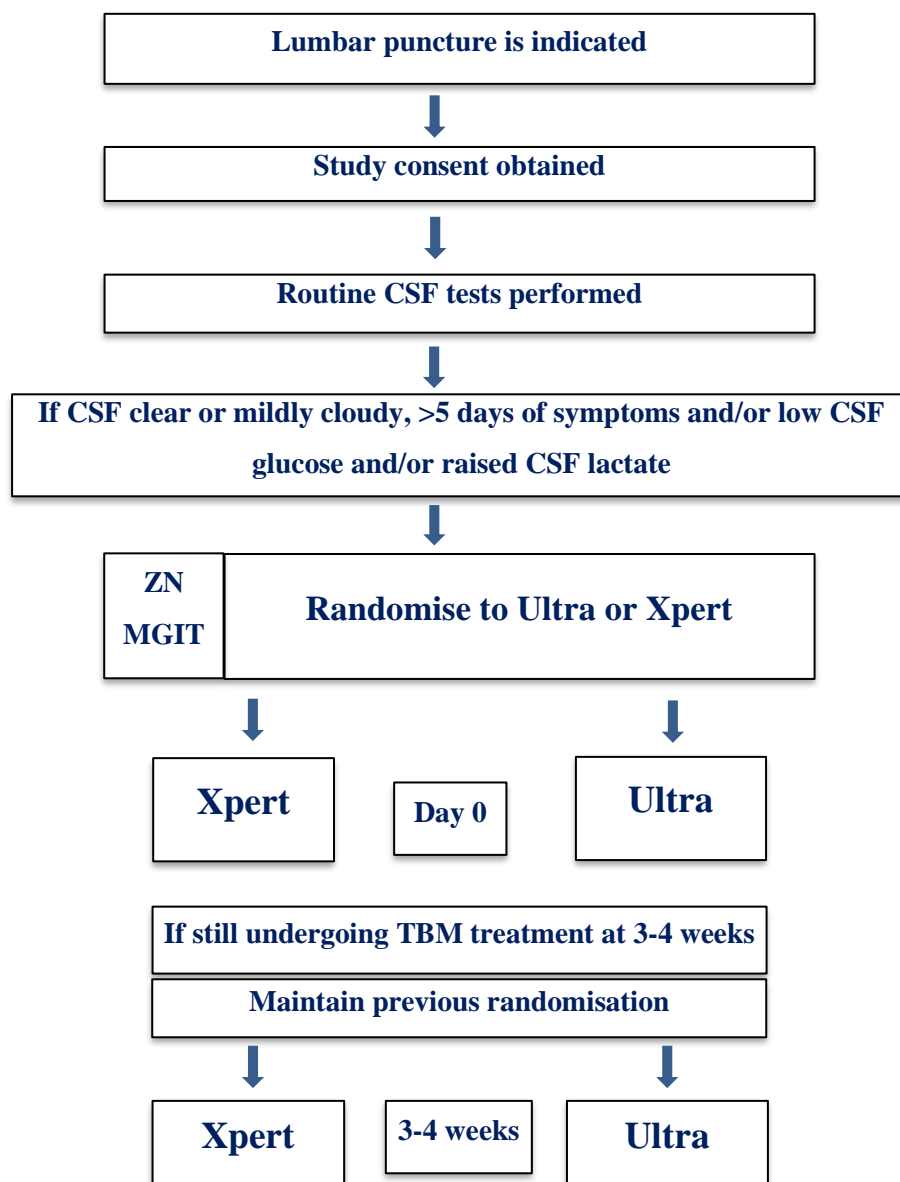 Lumbar puncture is indicated
Study consent obtained
Routine CSF tests performed
If CSF clear or mildly cloudy, >5 days of symptoms and/or low CSF
glucose and/or raised CSF lactate
ZN
MGIT
Randomise to Ultra or Xpert
Xpert
Day 0
Ultra
If still undergoing TBM treatment at 3-4 weeks
Maintain previous randomisation
Xpert
3-4 weeks
Ultra